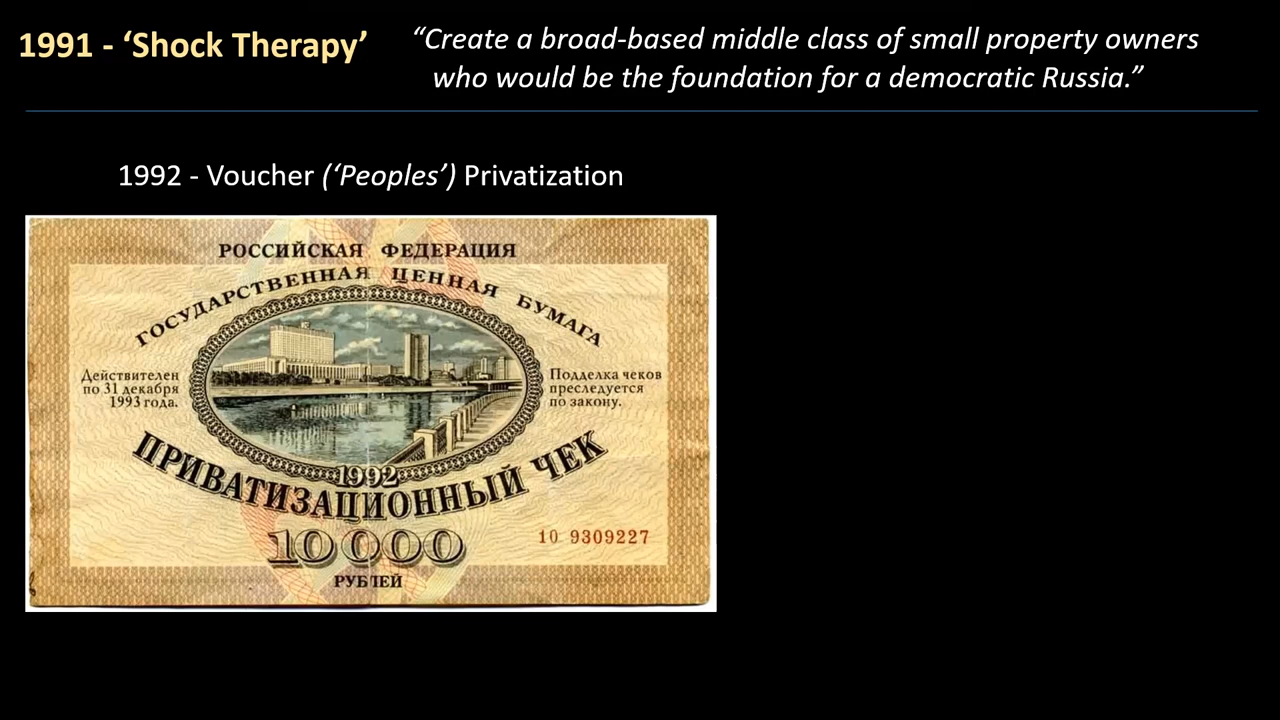 1991 - ‘Shock Therapy’
“Create a broad-based middle class of small property owners
who would be the foundation for a democratic Russia.”
1992 - Voucher (‘Peoples’) Privatization
РОССИЙСКАЯ ФЕДЕРАЦИЯ
ГОСУДАРСТВЕННАЯ ЦЕННАЯ БУМАГА
Действителен
по 31 декабря
1993 года.
Подделка чеков
преследуется
по закону.
1992
ПРИВАТИЗАЦИОННЫЙ ЧЕК
10 000
10 9309227
РУБЛЕЙ